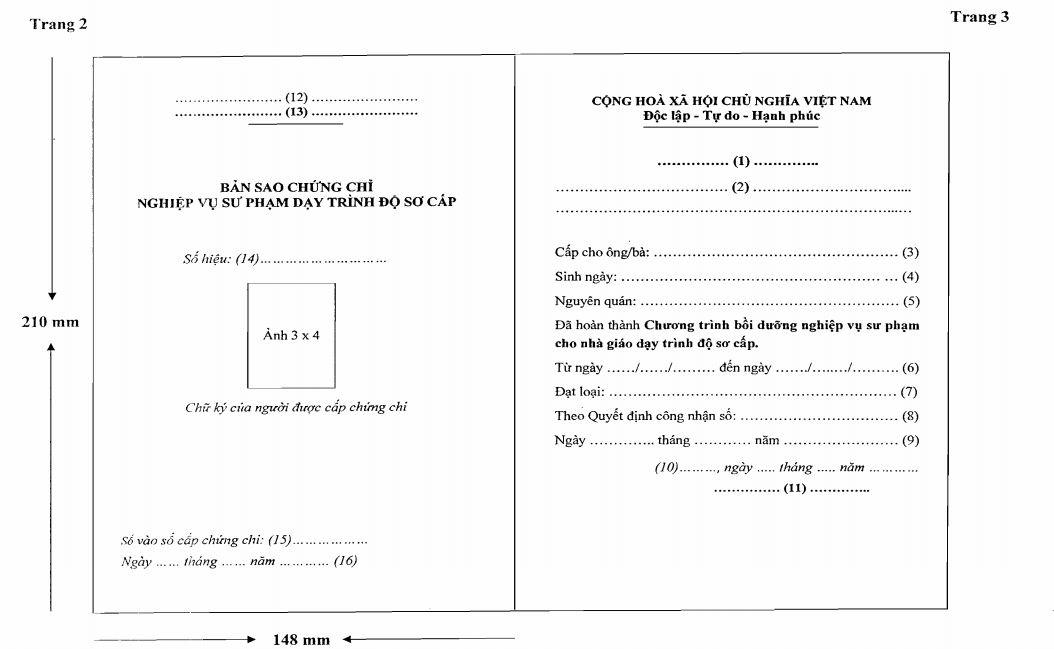 Trang 2
Trang 3
........................ (12) ........................
........................ (13) ........................
BẢN SAO CHỨNG CHỈ
NGHIỆP VỤ SƯ PHẠM DẠY TRÌNH ĐỘ SƠ CẤP
Số hiệu: (14)..............................
Ảnh 3 x 4
Chữ ký của người được cấp chứng chỉ
Số vào sổ cấp chứng chỉ: (15)..................
Ngày ...... tháng ...... năm ............ (16)
CỘNG HOÀ XÃ HỘI CHỦ NGHĨA VIỆT NAM
Độc lập - Tự do - Hạnh phúc
............... (1) ..............
..................................... (2) ...................................
................................................................................
Cấp cho ông/bà: .................................................... (3)
Sinh ngày: ........................................................... (4)
Nguyên quán: ....................................................... (5)
Đã hoàn thành Chương trình bồi dưỡng nghiệp vụ sư phạm
cho nhà giáo dạy trình độ sơ cấp.
Từ ngày ....../....../......... đến ngày ......./......../.......... (6)
Đạt loại: .............................................................. (7)
Theo Quyết định công nhận số: .................................. (8)
Ngày .............. tháng ............ năm ......................... (9)
(10)........., ngày ..... tháng ..... năm ............
............... (11) ..............
210 mm
148 mm